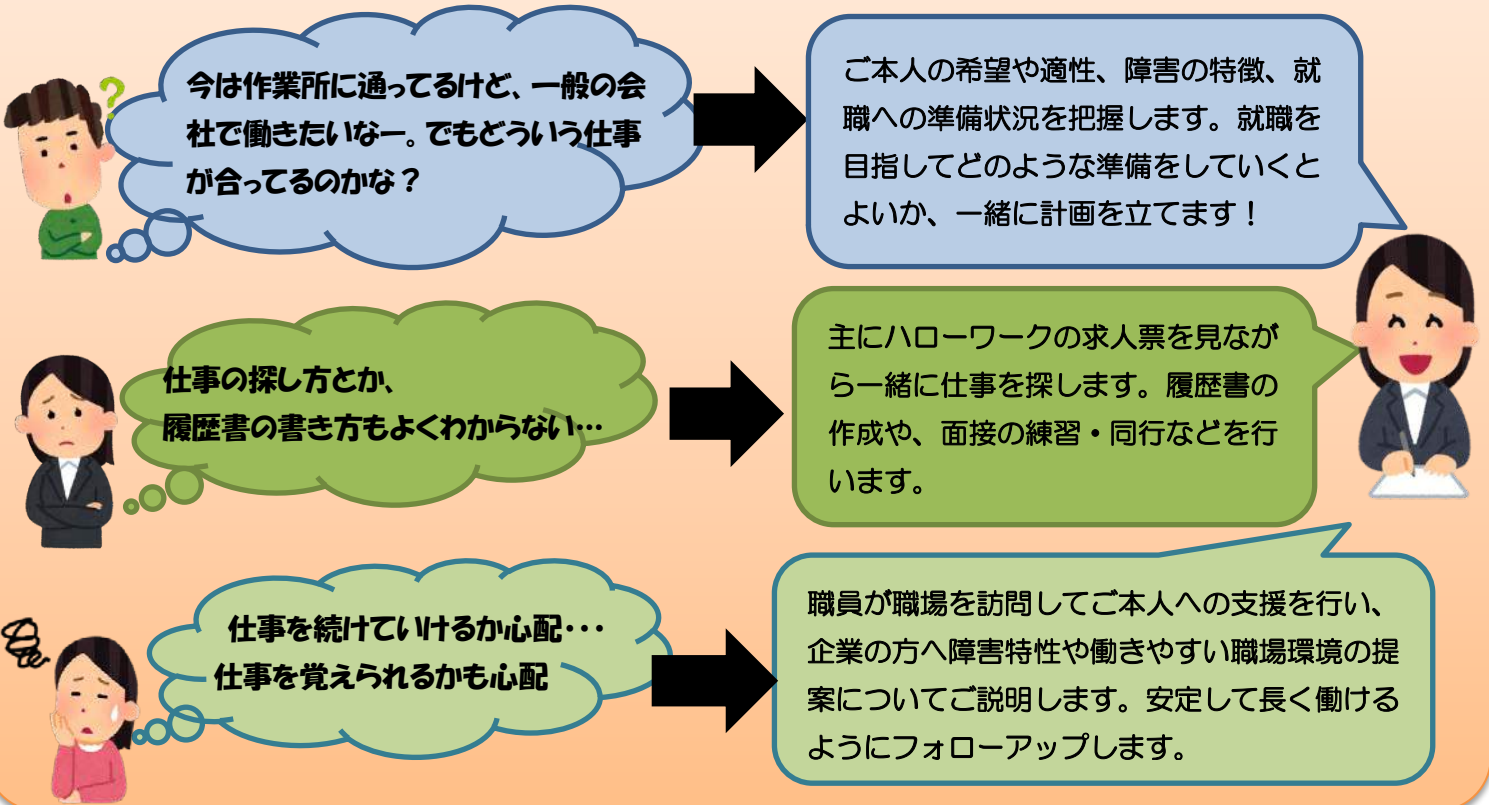 今は作業所に通ってるけど、一般の会
社で働きたいなー。でもどういう仕事
が合ってるのかな？
ご本人の希望や適性、障害の特徴、就
職への準備状況を把握します。就職を
目指してどのような準備をしていくと
よいか、一緒に計画を立てます！
仕事の探し方とか、
履歴書の書き方もよくわからない…
主にハローワークの求人票を見なが
ら一緒に仕事を探します。履歴書の
作成や、面接の練習・同行などを行
います。
仕事を続けていけるか心配・・・
仕事を覚えられるかも心配
職員が職場を訪問してご本人への支援を行い、
企業の方へ障害特性や働きやすい職場環境の提
案についてご説明します。安定して長く働ける
ようにフォローアップします。